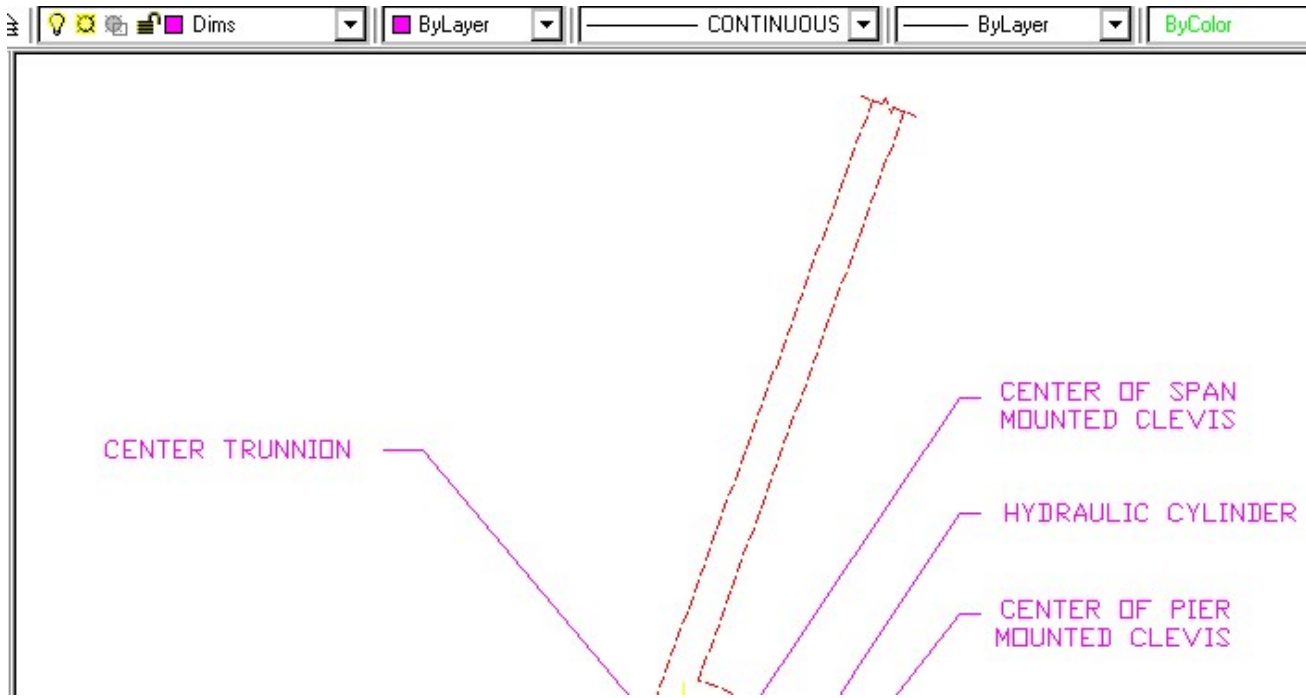 Dims ByLayer CONTINUOUS ByLayer ByColor
CENTER OF SPAN
MOUNTED CLEVIS
CENTER TRUNNION
HYDRAULIC CYLINDER
CENTER OF PIER
MOUNTED CLEVIS